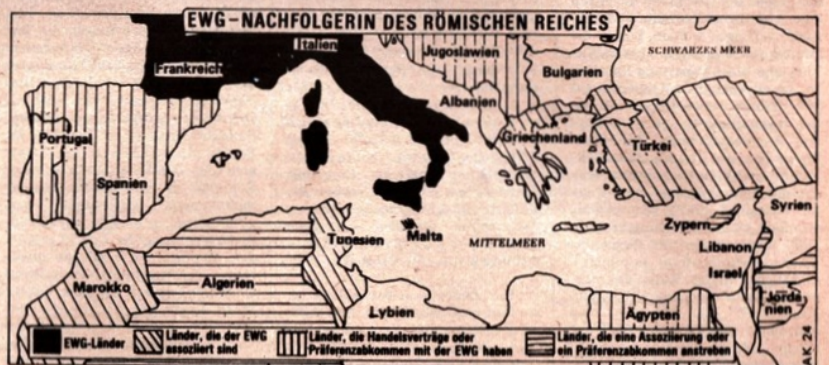 EWG-NACHFOLGERIN DES RÖMISCHEN REICHES
Italien
Jugoslawien
SCHWARZES MEER
Frankreich
Bulgarien
Albanien
Portugal
Griechenland
Türkei
Spanien
Syrien
Zypern
Tunesien
Malta
MITTELMEER
Libanon
Israel
Marokko
Algerien
Jorda
nien
Lybien
Ägypten
EWG-Länder
Länder, die der EWG
assoziiert sind
Länder, die Handelsverträge oder
Präferenzabkommen mit der EWG haben
Länder, die eine Assoziierung oder
ein Präferenzabkommen anstreben
AK 24